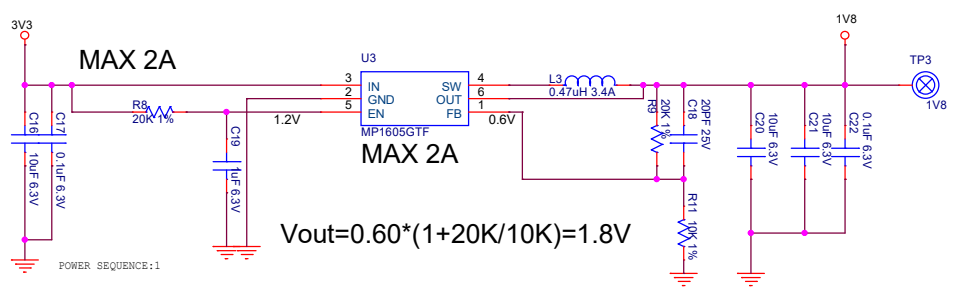 3V3
1V8
MAX 2A
U3
TP3
3
IN
SW
4
L3
2
GND
OUT
6
0.47uH 3.4A
R8
5
EN
FB
1
1V8
20K 1%
1.2V
MP1605GTF
0.6V
MAX 2A
C16
10uF 6.3V
C17
0.1uF 6.3V
C19
1uF 6.3V
R9
20K 1%
C18
20PF 25V
C20
10uF 6.3V
C21
10uF 6.3V
C22
0.1uF 6.3V
R11
10K 1%
Vout=0.60*(1+20K/10K)=1.8V
POWER SEQUENCE:1